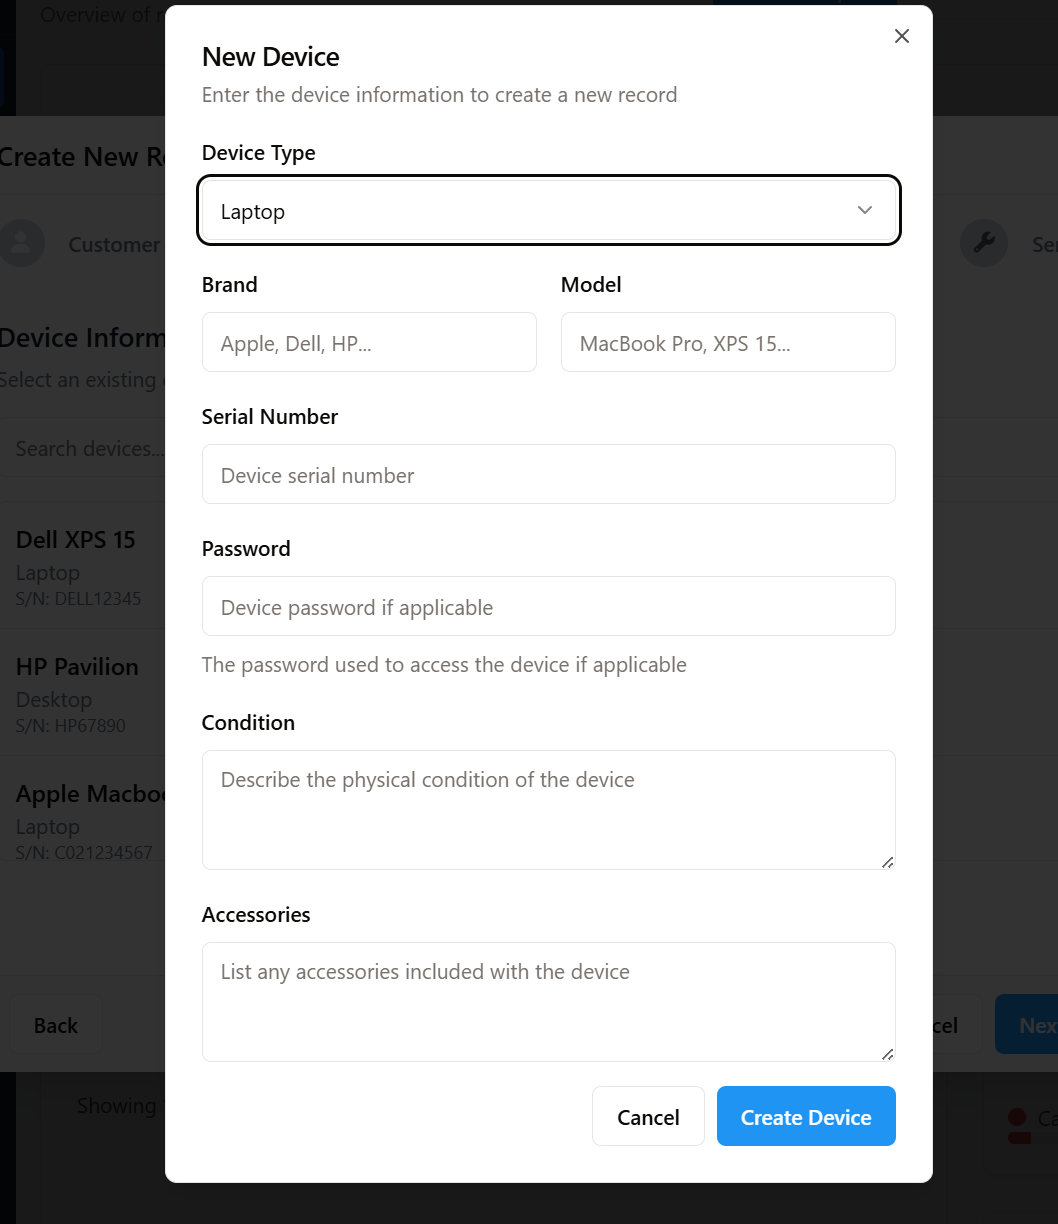 Overview of
New Device
Enter the device information to create a new record
Create New R
Device Type
Laptop
Customer
Brand
Model
Apple, Dell, HP...
MacBook Pro, XPS 15...
Device Inform
Select an existing
Serial Number
Search devices...
Device serial number
Dell XPS 15
Laptop
S/N: DELL12345
Password
Device password if applicable
The password used to access the device if applicable
HP Pavilion
Desktop
S/N: HP67890
Condition
Describe the physical condition of the device
Apple Macboo
Laptop
S/N: C021234567
Accessories
List any accessories included with the device
Back
cel
Nex
Showing
Cancel
Create Device
Ca